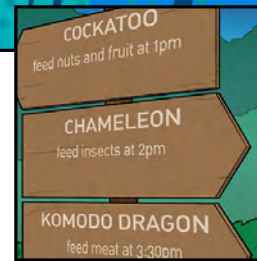 COCKATOO
feed nuts and fruit at 1pm
CHAMELEON
feed insects at 2pm
KOMODO DRAGON
feed meat at 3:30pm